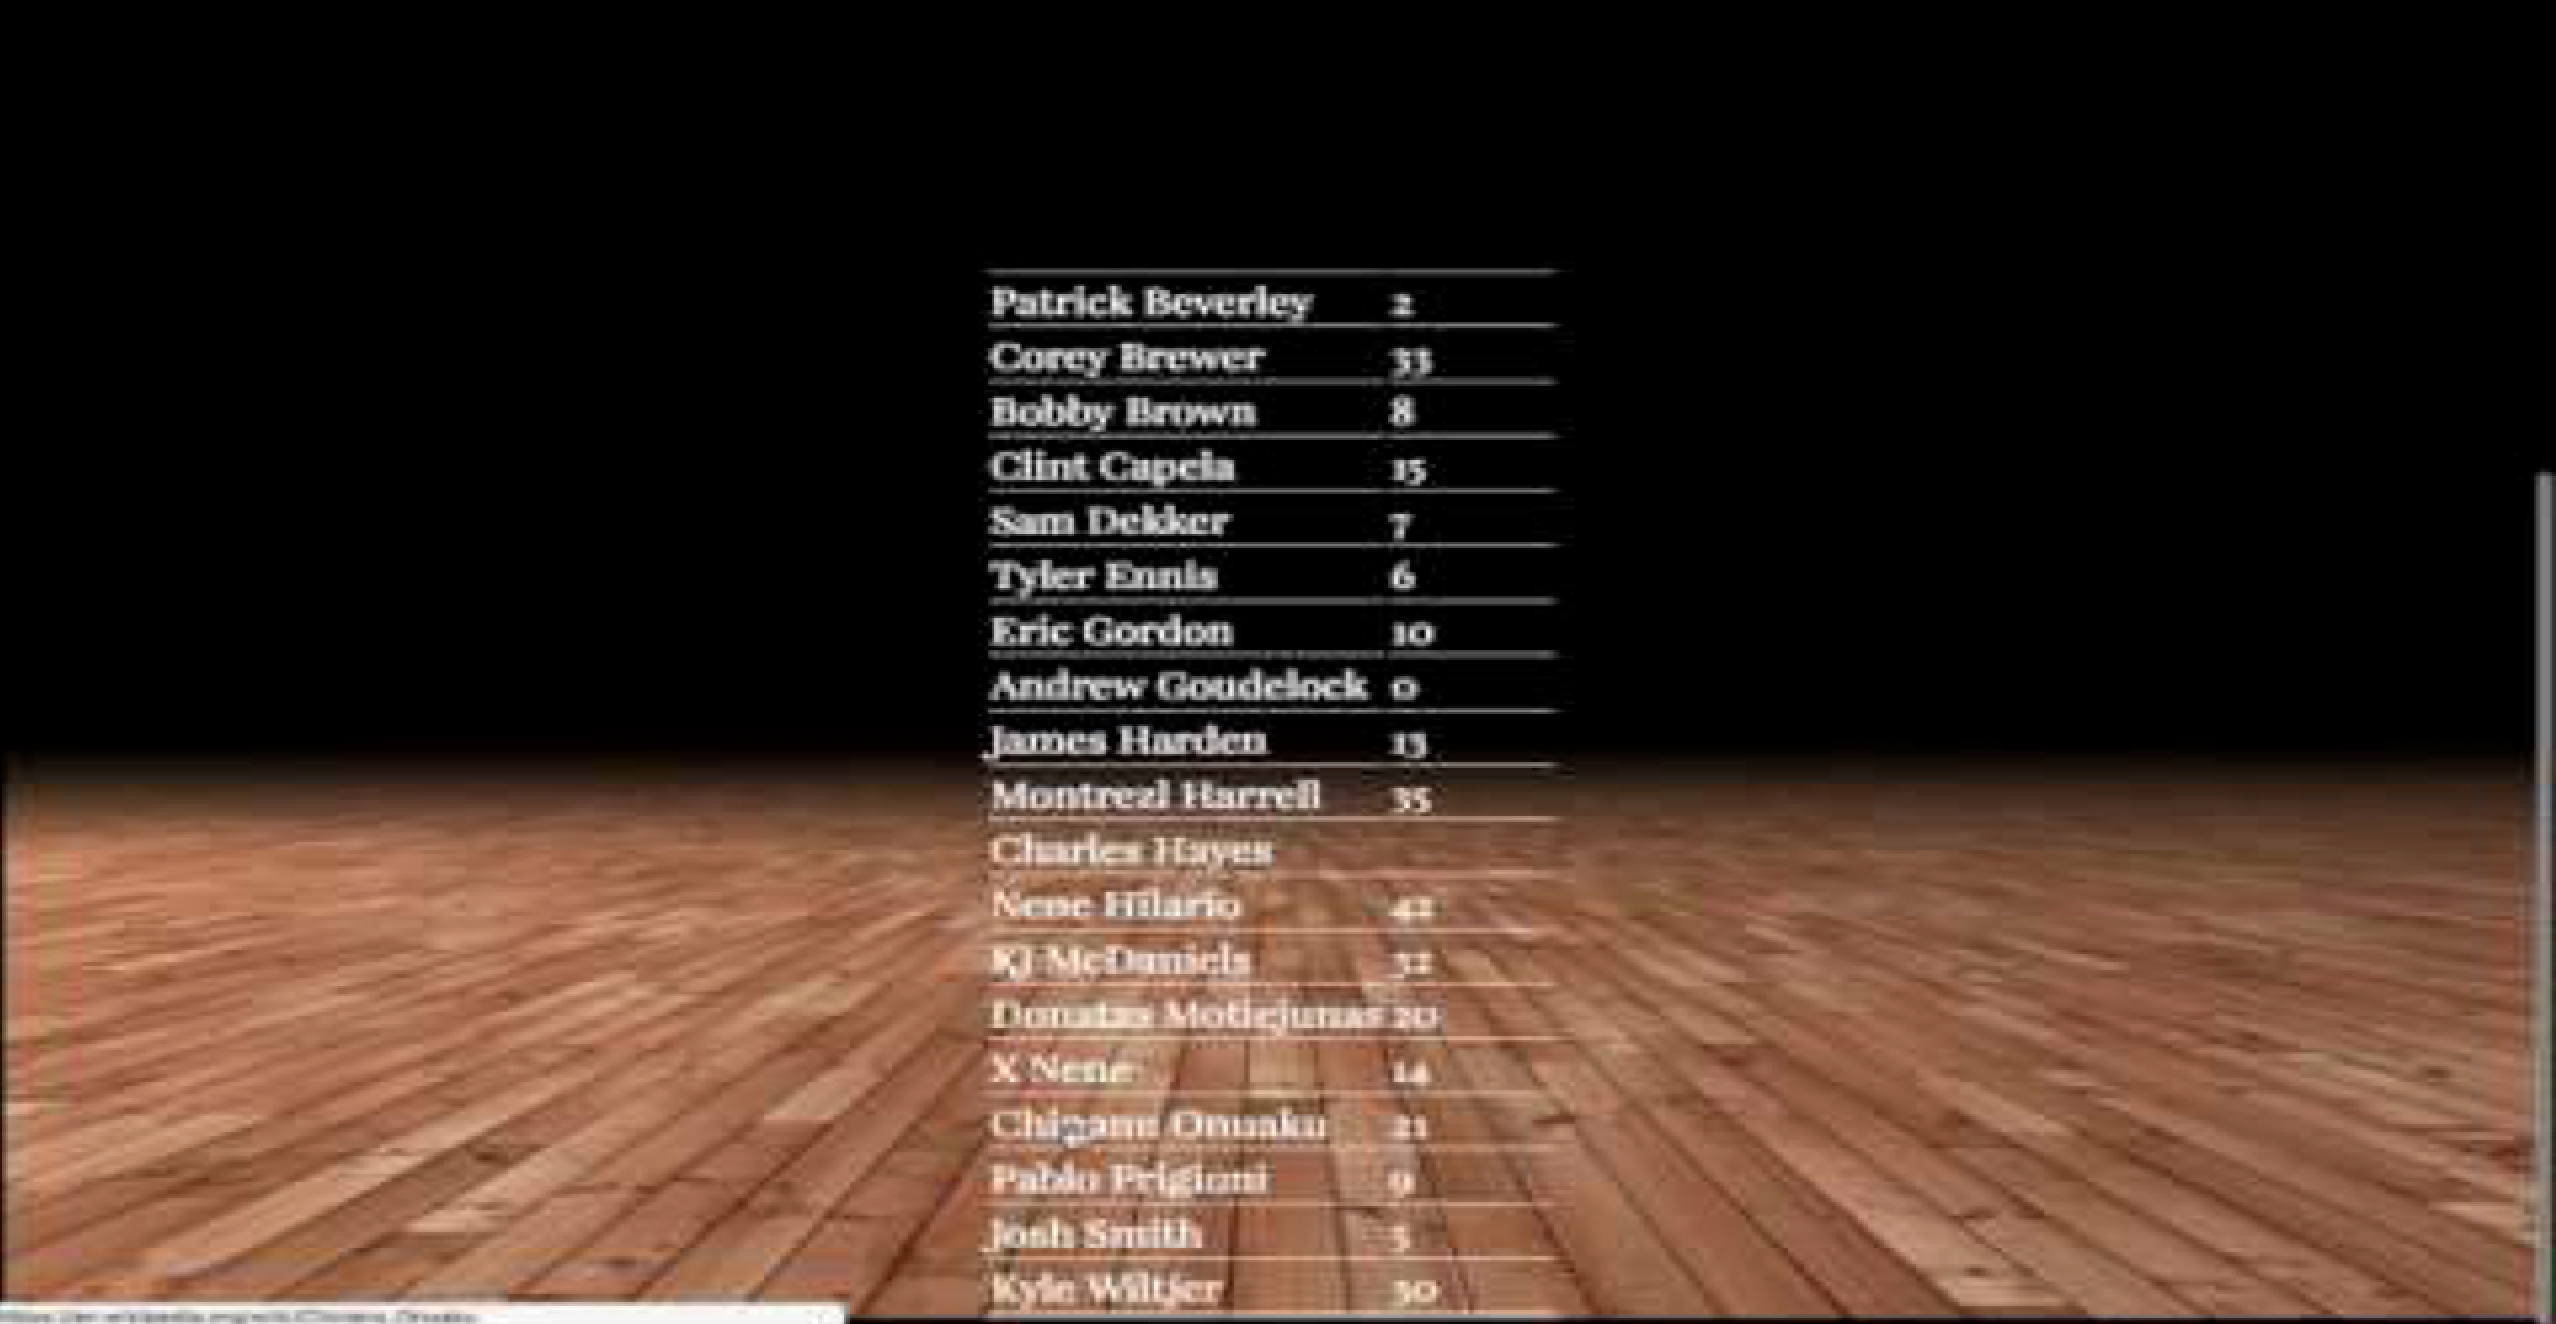 Patrick Beverley 2
Corey Brewer 33
Bobby Brown 8
Clint Capela 15
Sam Dekker 7
Tyler Ennis 6
Eric Gordon 10
Andrew Goudelock 0
James Harden 13
Montrezl Harrell 35
Charles Hayes
Nene Hilario 42
KJ McDaniels 32
Donatas Motiejunas 20
X Nene 14
Chiganu Onuaku 21
Pablo Prigioni 9
Josh Smith 5
Kyle Wiltjer 30